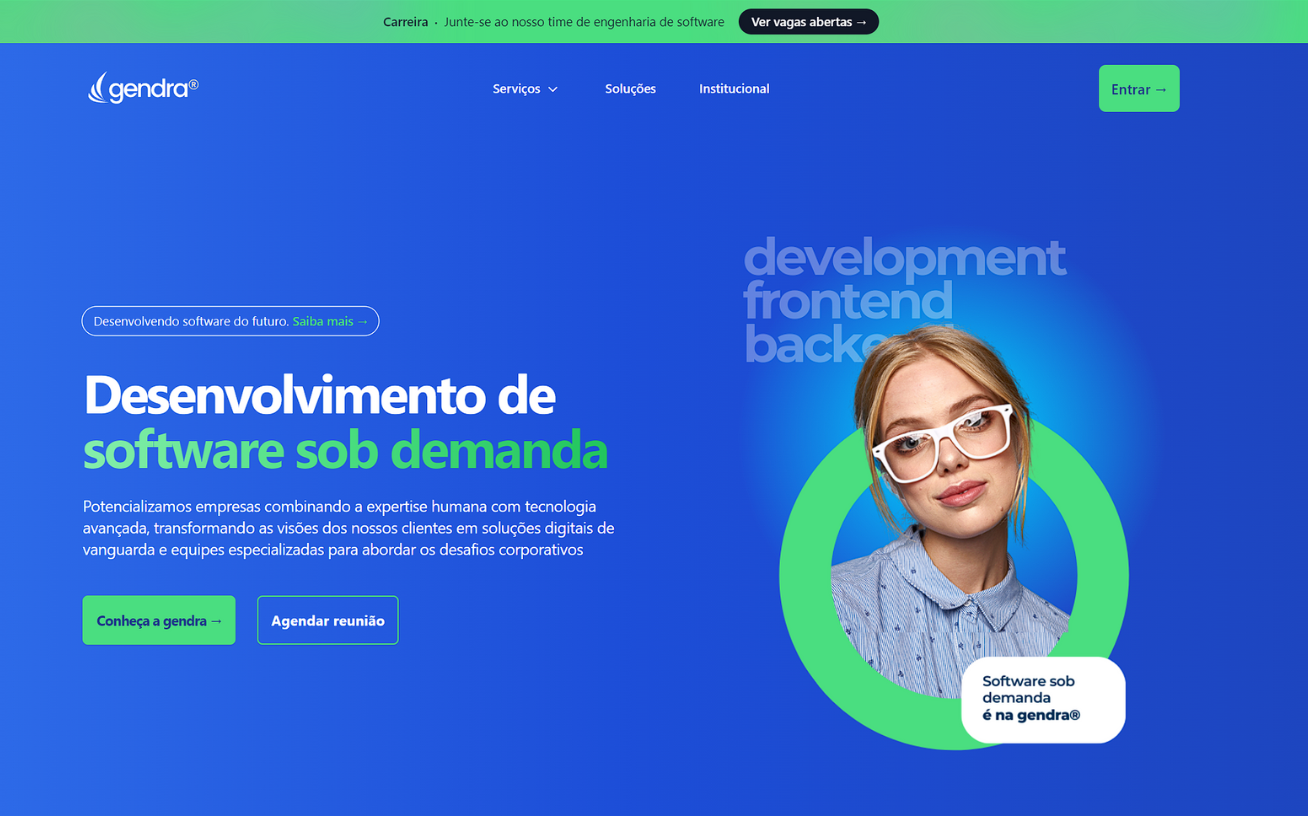 Carreira · Junte-se ao nosso time de engenharia de software Ver vagas abertas →
gendra®
Serviços
Soluções
Institucional
Entrar →
Desenvolvendo software do futuro. Saiba mais →
Desenvolvimento de
software sob demanda
Potencializamos empresas combinando a expertise humana com tecnologia
avançada, transformando as visões dos nossos clientes em soluções digitais de
vanguarda e equipes especializadas para abordar os desafios corporativos
Conheça a gendra →
Agendar reunião
development
frontend
Software sob
demanda
é na gendra®